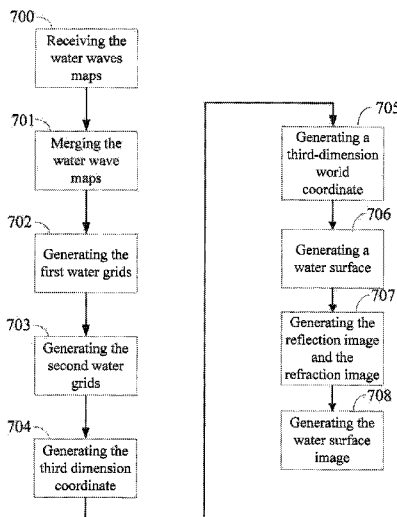 700
Receiving the
water waves
maps
701
Merging the
water wave
maps
702
Generating the
first water grids
703
Generating the
second water
grids
704
Generating the
third dimension
coordinate
705
Generating a
third-dimension
world
coordinate
706
Generating a
water surface
707
Generating the
reflection image
and the
refraction image
708
Generating the
water surface
image